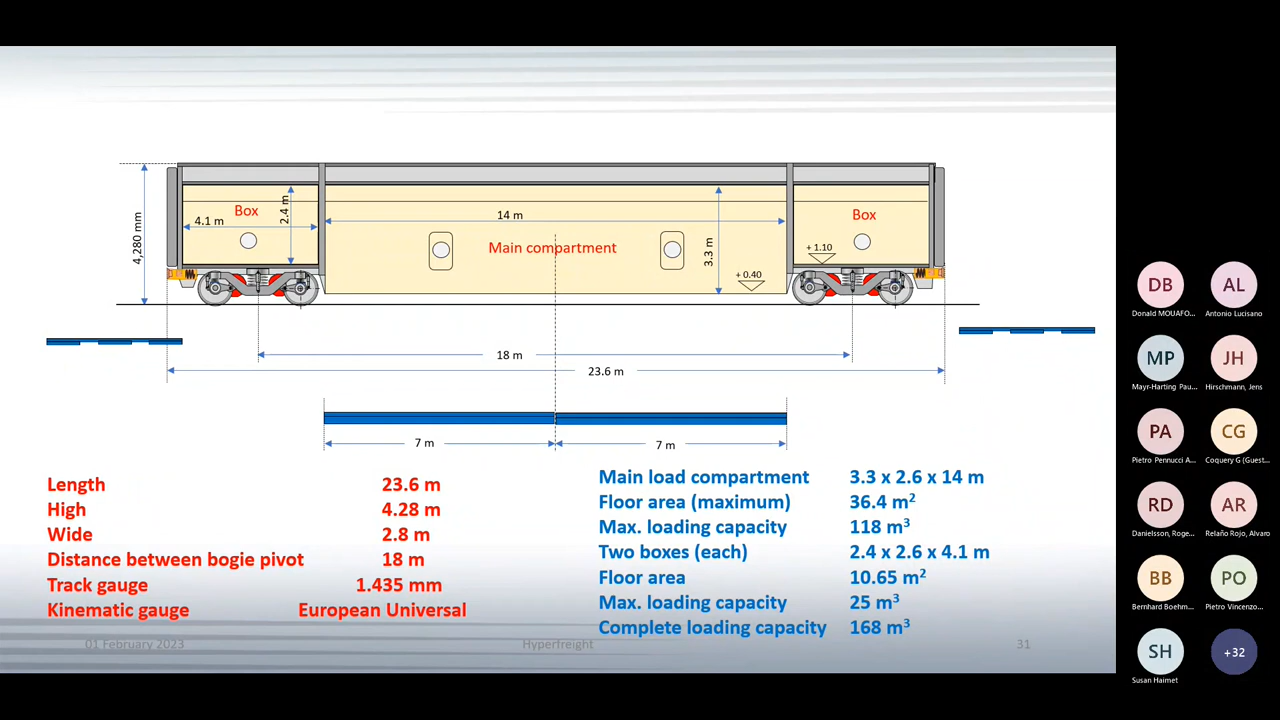 Box
2.4 m
4.1 m
4,280 mm
14 m
Main compartment
3.3 m
+ 0.40
Box
+ 1.10
18 m
23.6 m
7 m
7 m
Length 23.6 m
High 4.28 m
Wide 2.8 m
Distance between bogie pivot 18 m
Track gauge 1.435 mm
Kinematic gauge European Universal
Main load compartment 3.3 x 2.6 x 14 m
Floor area (maximum) 36.4 m²
Max. loading capacity 118 m³
Two boxes (each) 2.4 x 2.6 x 4.1 m
Floor area 10.65 m²
Max. loading capacity 25 m³
Complete loading capacity 168 m³
01 February 2023 Hyperfreight 31
DB AL
Donald MOUAFO... Antonio Lucisano
MP JH
Mayr-Harting Pau... Hirschmann, Jens
PA CG
Pietro Pennucci A... Coquery G (Guest...
RD AR
Danielsson, Roge... Relaño Rojo, Alvaro
BB PO
Bernhard Boehm... Pietro Vincenzo...
SH +32
Susan Haimet